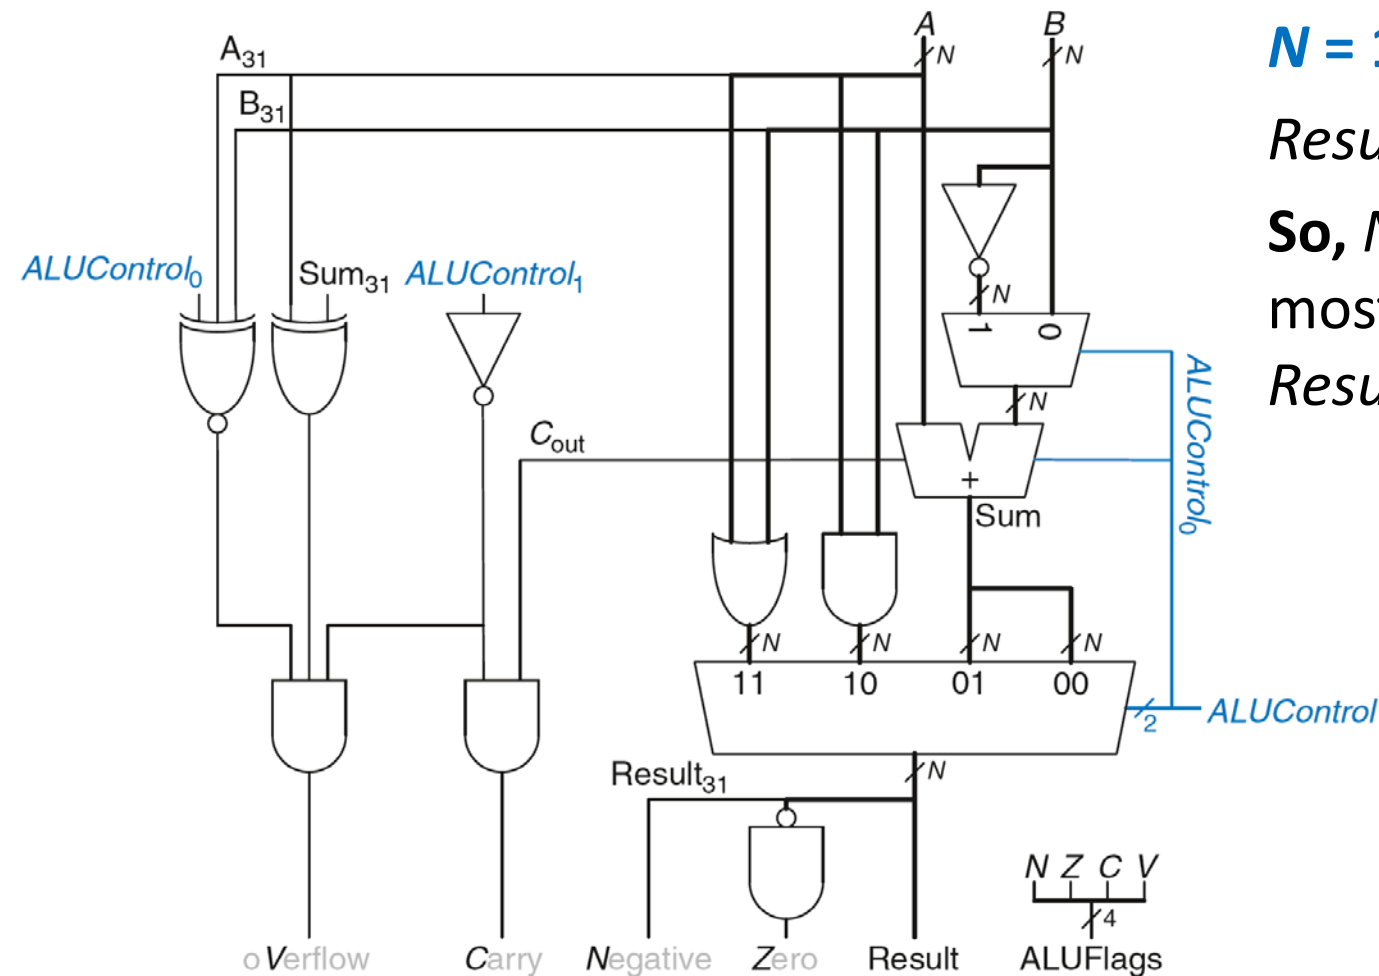 A
B
N
N
N = 1
A31
B31
Resu
So, N
most
Resu
ALUControl0
Sum31
ALUControl1
N
1
0
ALUControl0
N
Cout
+
Sum
N
N
N
N
11
10
01
00
2
ALUControl
N
Result31
N Z C V
4
oVerflow
Carry
Negative
Zero
Result
ALUFlags